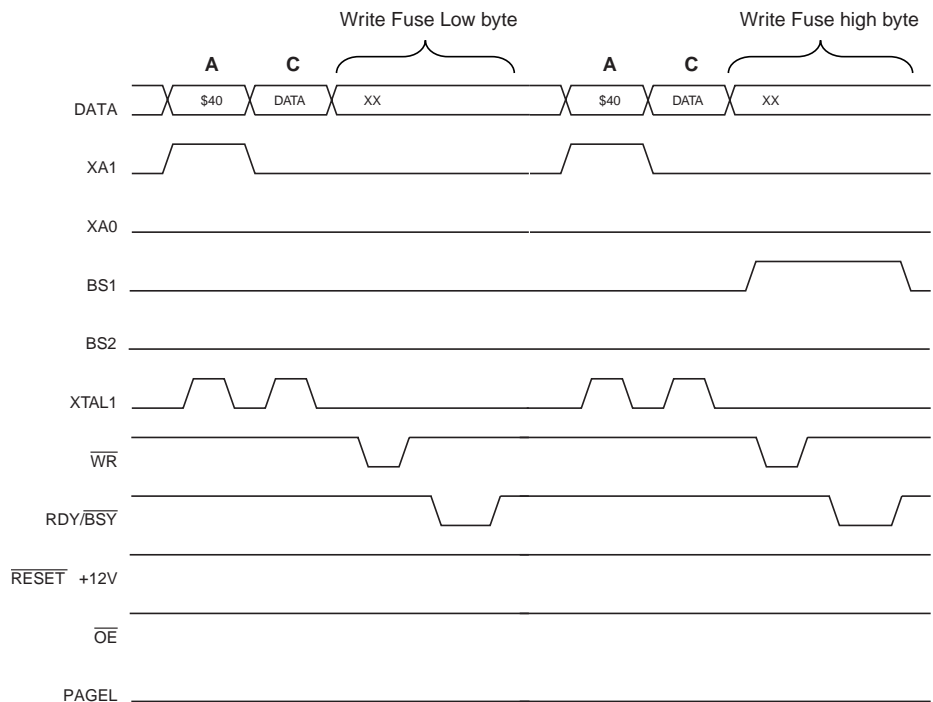 Write Fuse Low byte Write Fuse high byte
A C A C
DATA $40 DATA XX $40 DATA XX
XA1
XA0
BS1
BS2
XTAL1
WR
RDY/BSY
RESET +12V
OE
PAGEL